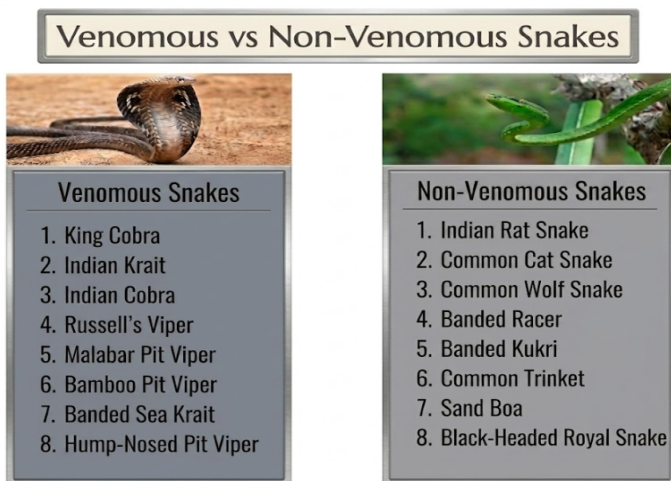 Venomous vs Non-Venomous Snakes
Venomous Snakes
1. King Cobra
2. Indian Krait
3. Indian Cobra
4. Russell's Viper
5. Malabar Pit Viper
6. Bamboo Pit Viper
7. Banded Sea Krait
8. Hump-Nosed Pit Viper
Non-Venomous Snakes
1. Indian Rat Snake
2. Common Cat Snake
3. Common Wolf Snake
4. Banded Racer
5. Banded Kukri
6. Common Trinket
7. Sand Boa
8. Black-Headed Royal Snake